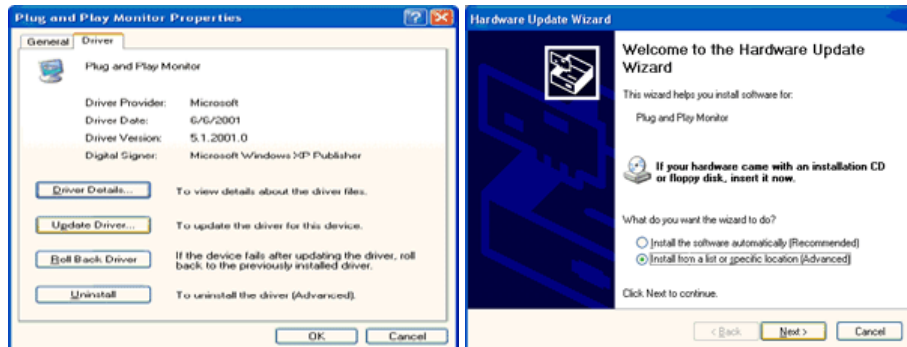 Plug and Play Monitor Properties
General Driver
Plug and Play Monitor
Driver Provider: Microsoft
Driver Date: 6/6/2001
Driver Version: 5.1.2001.0
Digital Signer: Microsoft Windows XP Publisher
Driver Details... To view details about the driver files.
Update Driver... To update the driver for this device.
Roll Back Driver If the device fails after updating the driver, roll
back to the previously installed driver.
Uninstall To uninstall the driver (Advanced).
OK Cancel
Hardware Update Wizard
Welcome to the Hardware Update
Wizard
This wizard helps you install software for:
Plug and Play Monitor
If your hardware came with an installation CD
or floppy disk, insert it now.
What do you want the wizard to do?
Install the software automatically (Recommended)
Install from a list or specific location (Advanced)
Click Next to continue.
< Back Next > Cancel